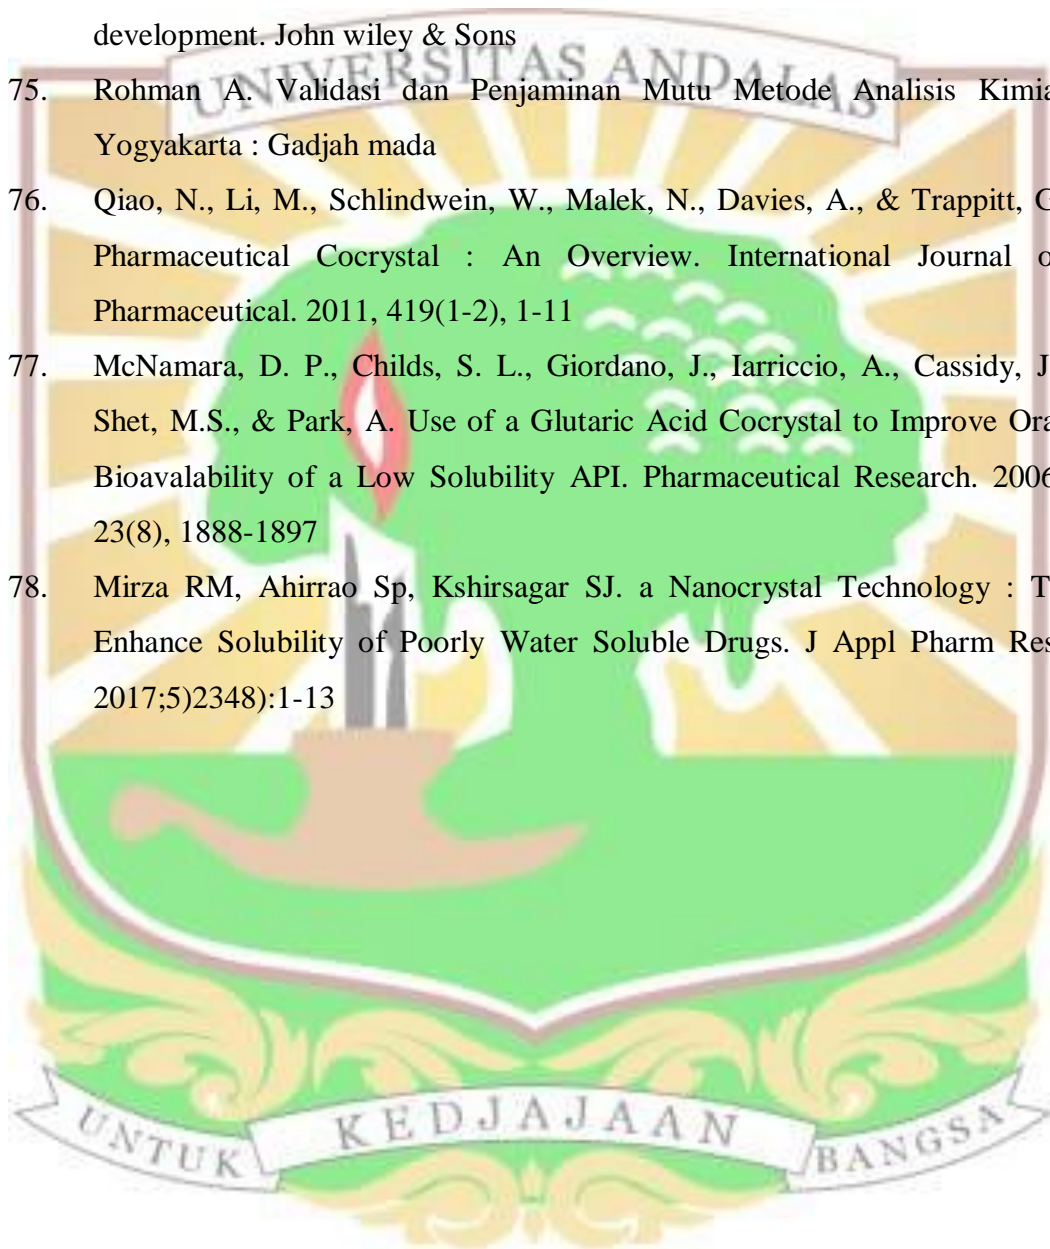 development. John wiley & Sons
UNIVERSITAS ANDALAS
75. Rohman A. Validasi dan Penjaminan Mutu Metode Analisis Kimia
Yogyakarta : Gadjah mada
76. Qiao, N., Li, M., Schlindwein, W., Malek, N., Davies, A., & Trappitt, G
Pharmaceutical Cocrystal : An Overview. International Journal o
Pharmaceutical. 2011, 419(1-2), 1-11
77. McNamara, D. P., Childs, S. L., Giordano, J., Iarriccio, A., Cassidy, J
Shet, M.S., & Park, A. Use of a Glutaric Acid Cocrystal to Improve Ora
Bioavalability of a Low Solubility API. Pharmaceutical Research. 2006
23(8), 1888-1897
78. Mirza RM, Ahirrao Sp, Kshirsagar SJ. a Nanocrystal Technology : T
Enhance Solubility of Poorly Water Soluble Drugs. J Appl Pharm Res
2017;5)2348):1-13
UNTUK KEDJAJAAN BANGSA